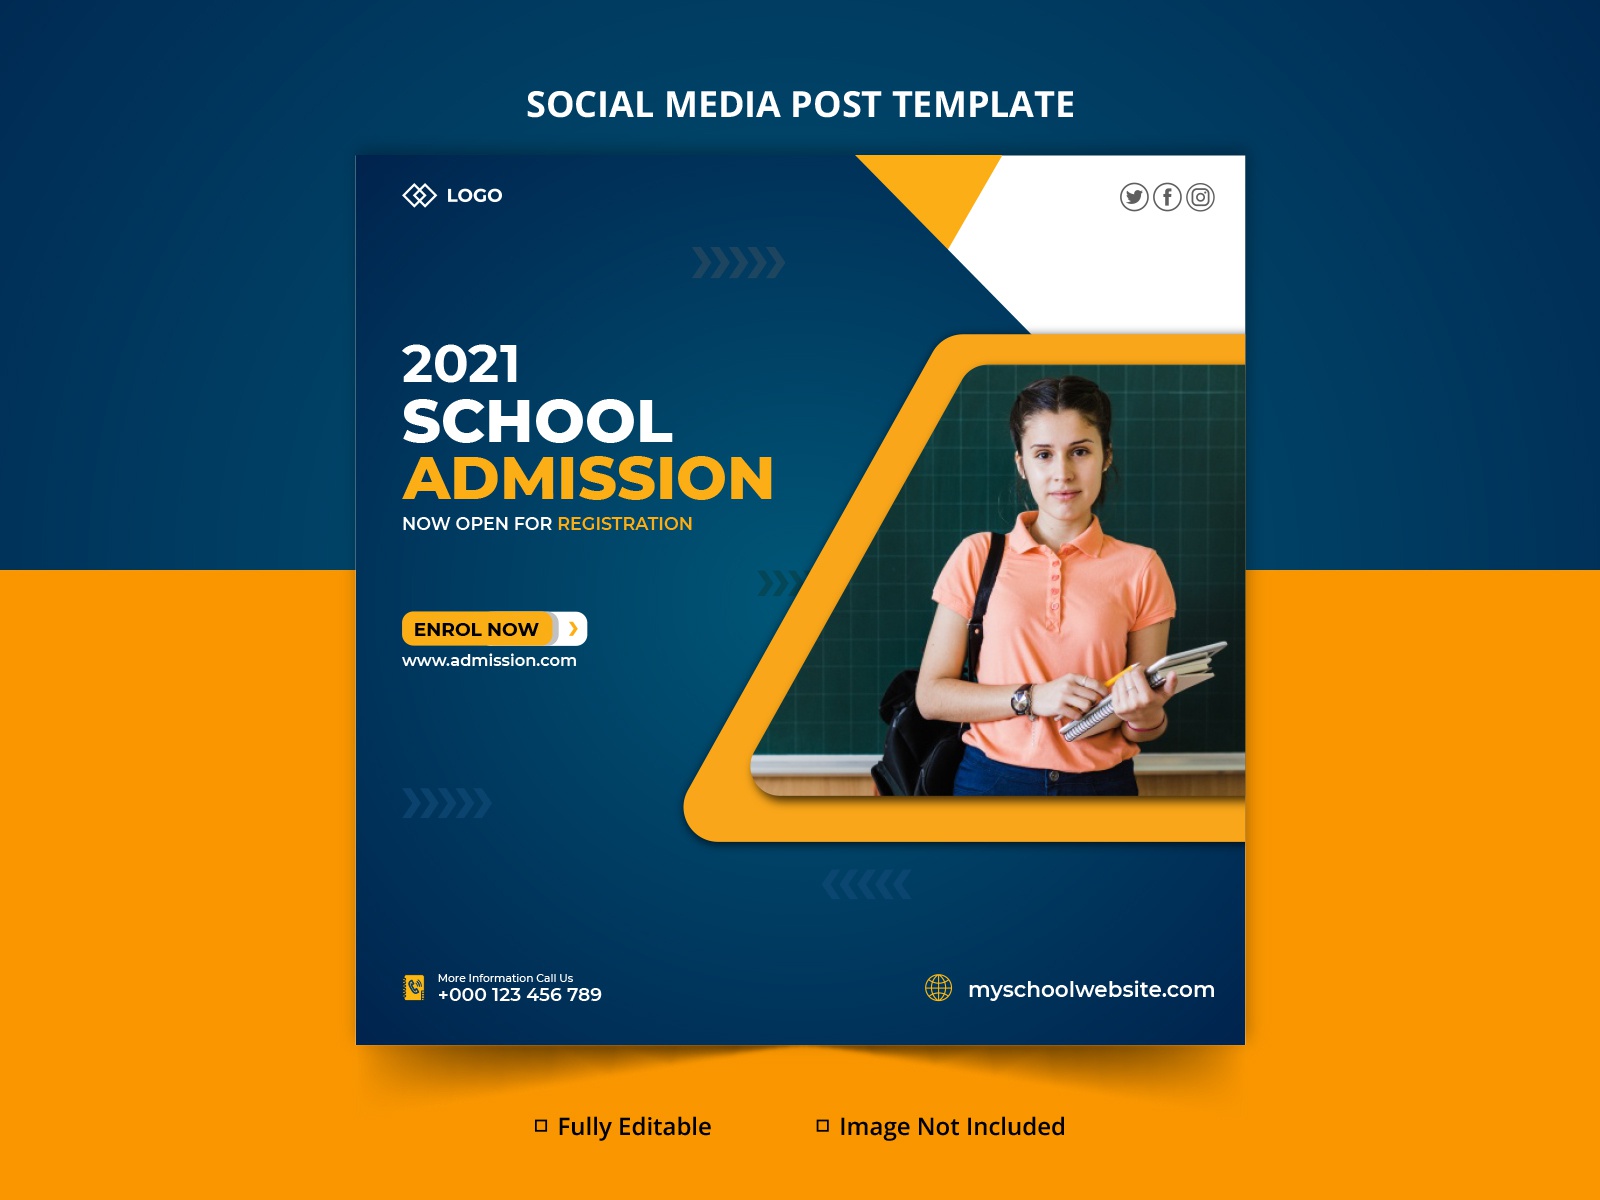 SOCIAL MEDIA POST TEMPLATE
LOGO
2021
SCHOOL
ADMISSION
NOW OPEN FOR REGISTRATION
ENROL NOW
www.admission.com
More Information Call Us
+000 123 456 789
myschoolwebsite.com
Fully Editable
Image Not Included